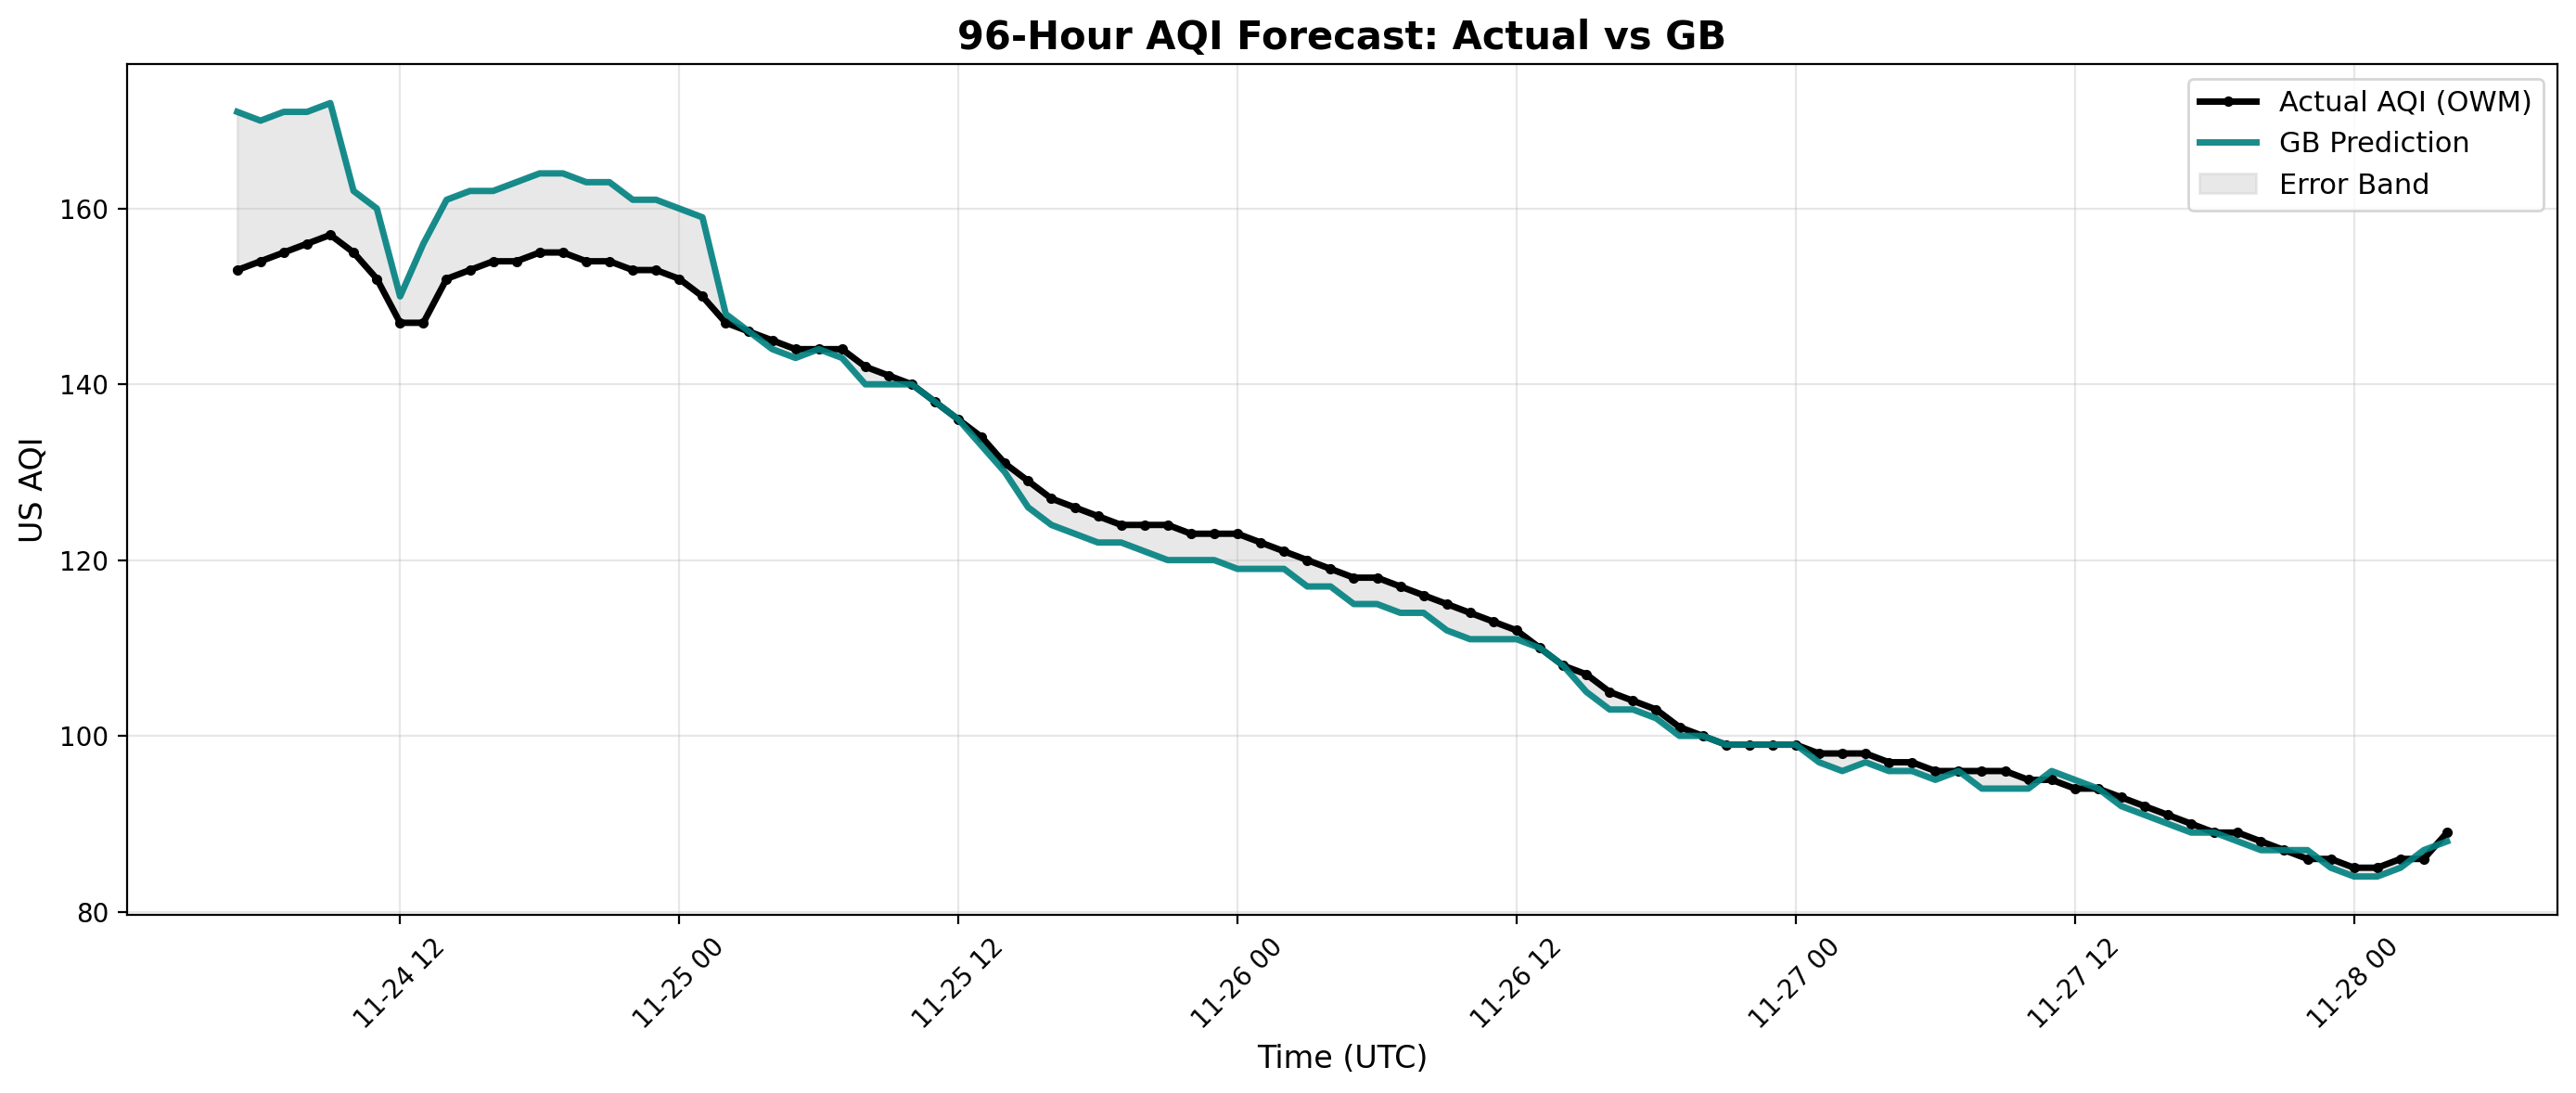 96-Hour AQI Forecast: Actual vs GB
Actual AQI (OWM)
GB Prediction
Error Band
US AQI
160
140
120
100
80
11-24 12
11-25 00
11-25 12
11-26 00
11-26 12
11-27 00
11-27 12
11-28 00
Time (UTC)